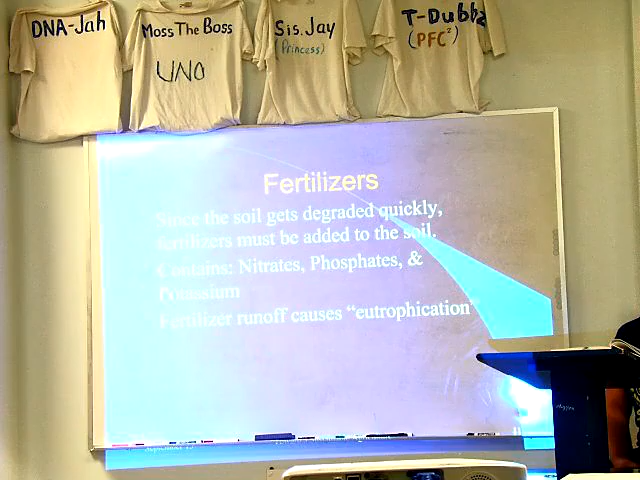 DNA-Jah
Moss The Boss
UNO
Sis. Jay
(Princess)
T-Dubbz
(PFC²)
Fertilizers
Since the soil gets degraded quickly,
fertilizers must be added to the soil.
Contains: Nitrates, Phosphates, &
Potassium
Fertilizer runoff causes “eutrophication”